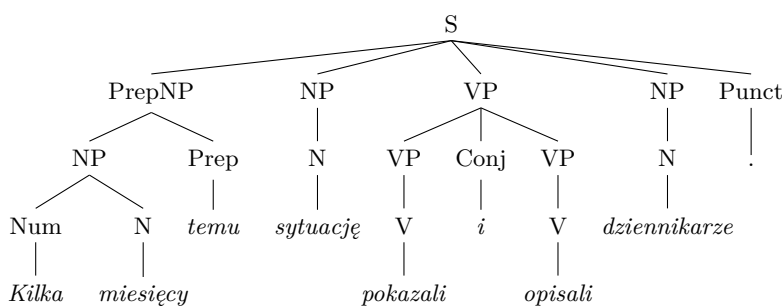 S
PrepNP NP VP NP Punct
NP Prep N VP Conj VP N .
Num N temu sytuację V i V dziennikarze
Kilka miesięcy pokazali opisali